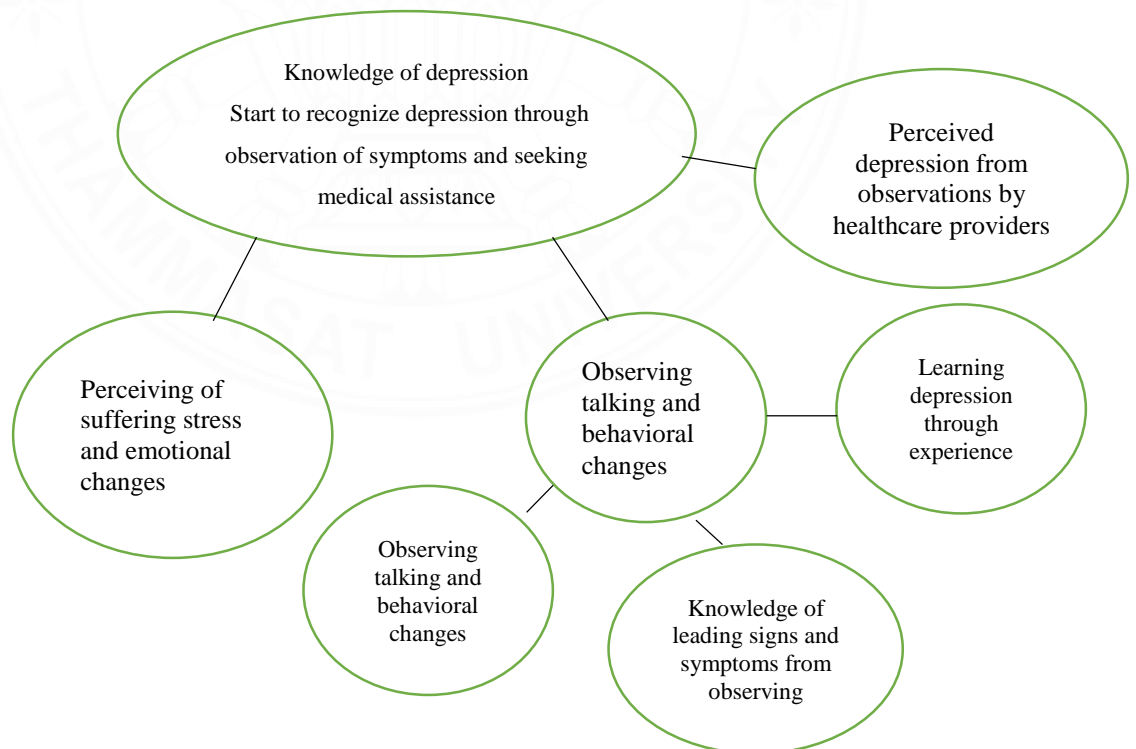 Knowledge of depression
Start to recognize depression through
observation of symptoms and seeking
medical assistance
Perceived
depression from
observations by
healthcare providers
Perceiving of
suffering stress
and emotional
changes
Observing
talking and
behavioral
changes
Learning
depression
through
experience
Observing
talking and
behavioral
changes
Knowledge of
leading signs and
symptoms from
observing
THAMMASAT UNIVERSITY